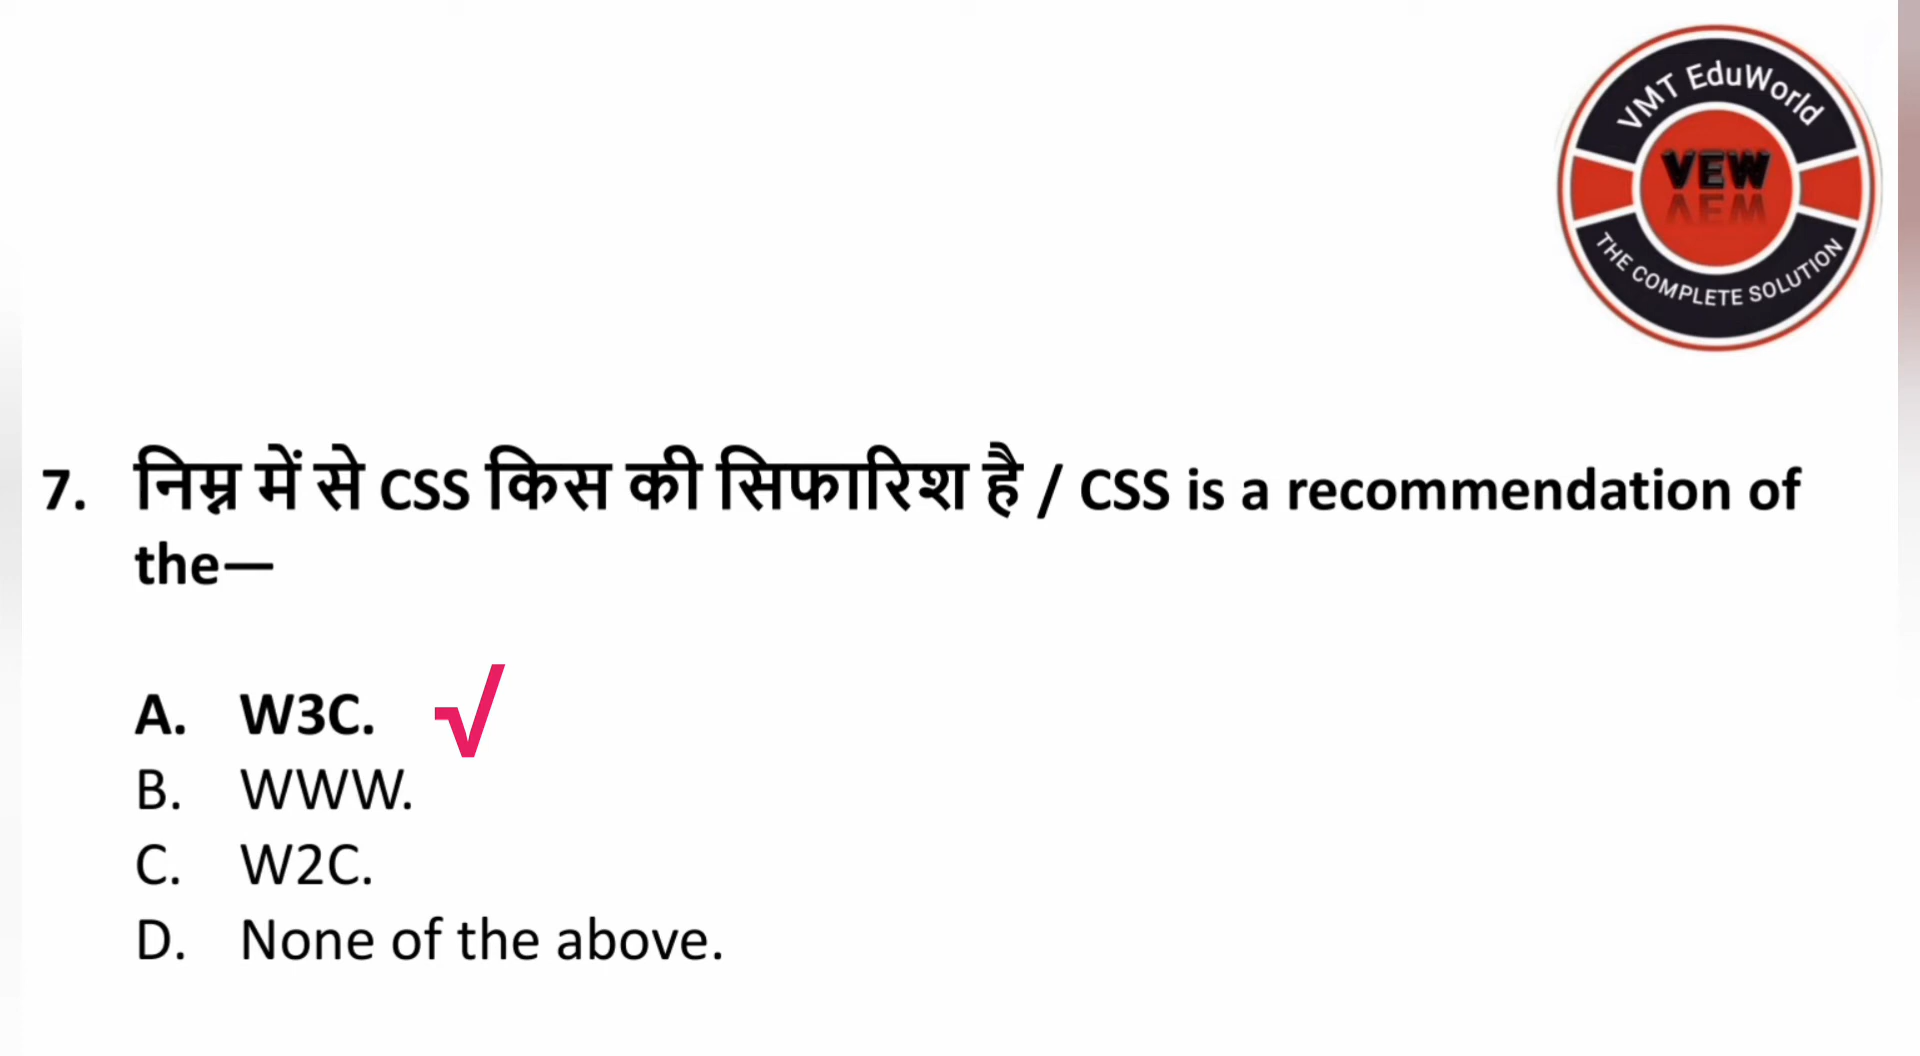 VMT EduWorld
VEW
THE COMPLETE SOLUTION
7. निम्न में से CSS किस की सिफारिश है / CSS is a recommendation of
the—
A. W3C. √
B. WWW.
C. W2C.
D. None of the above.